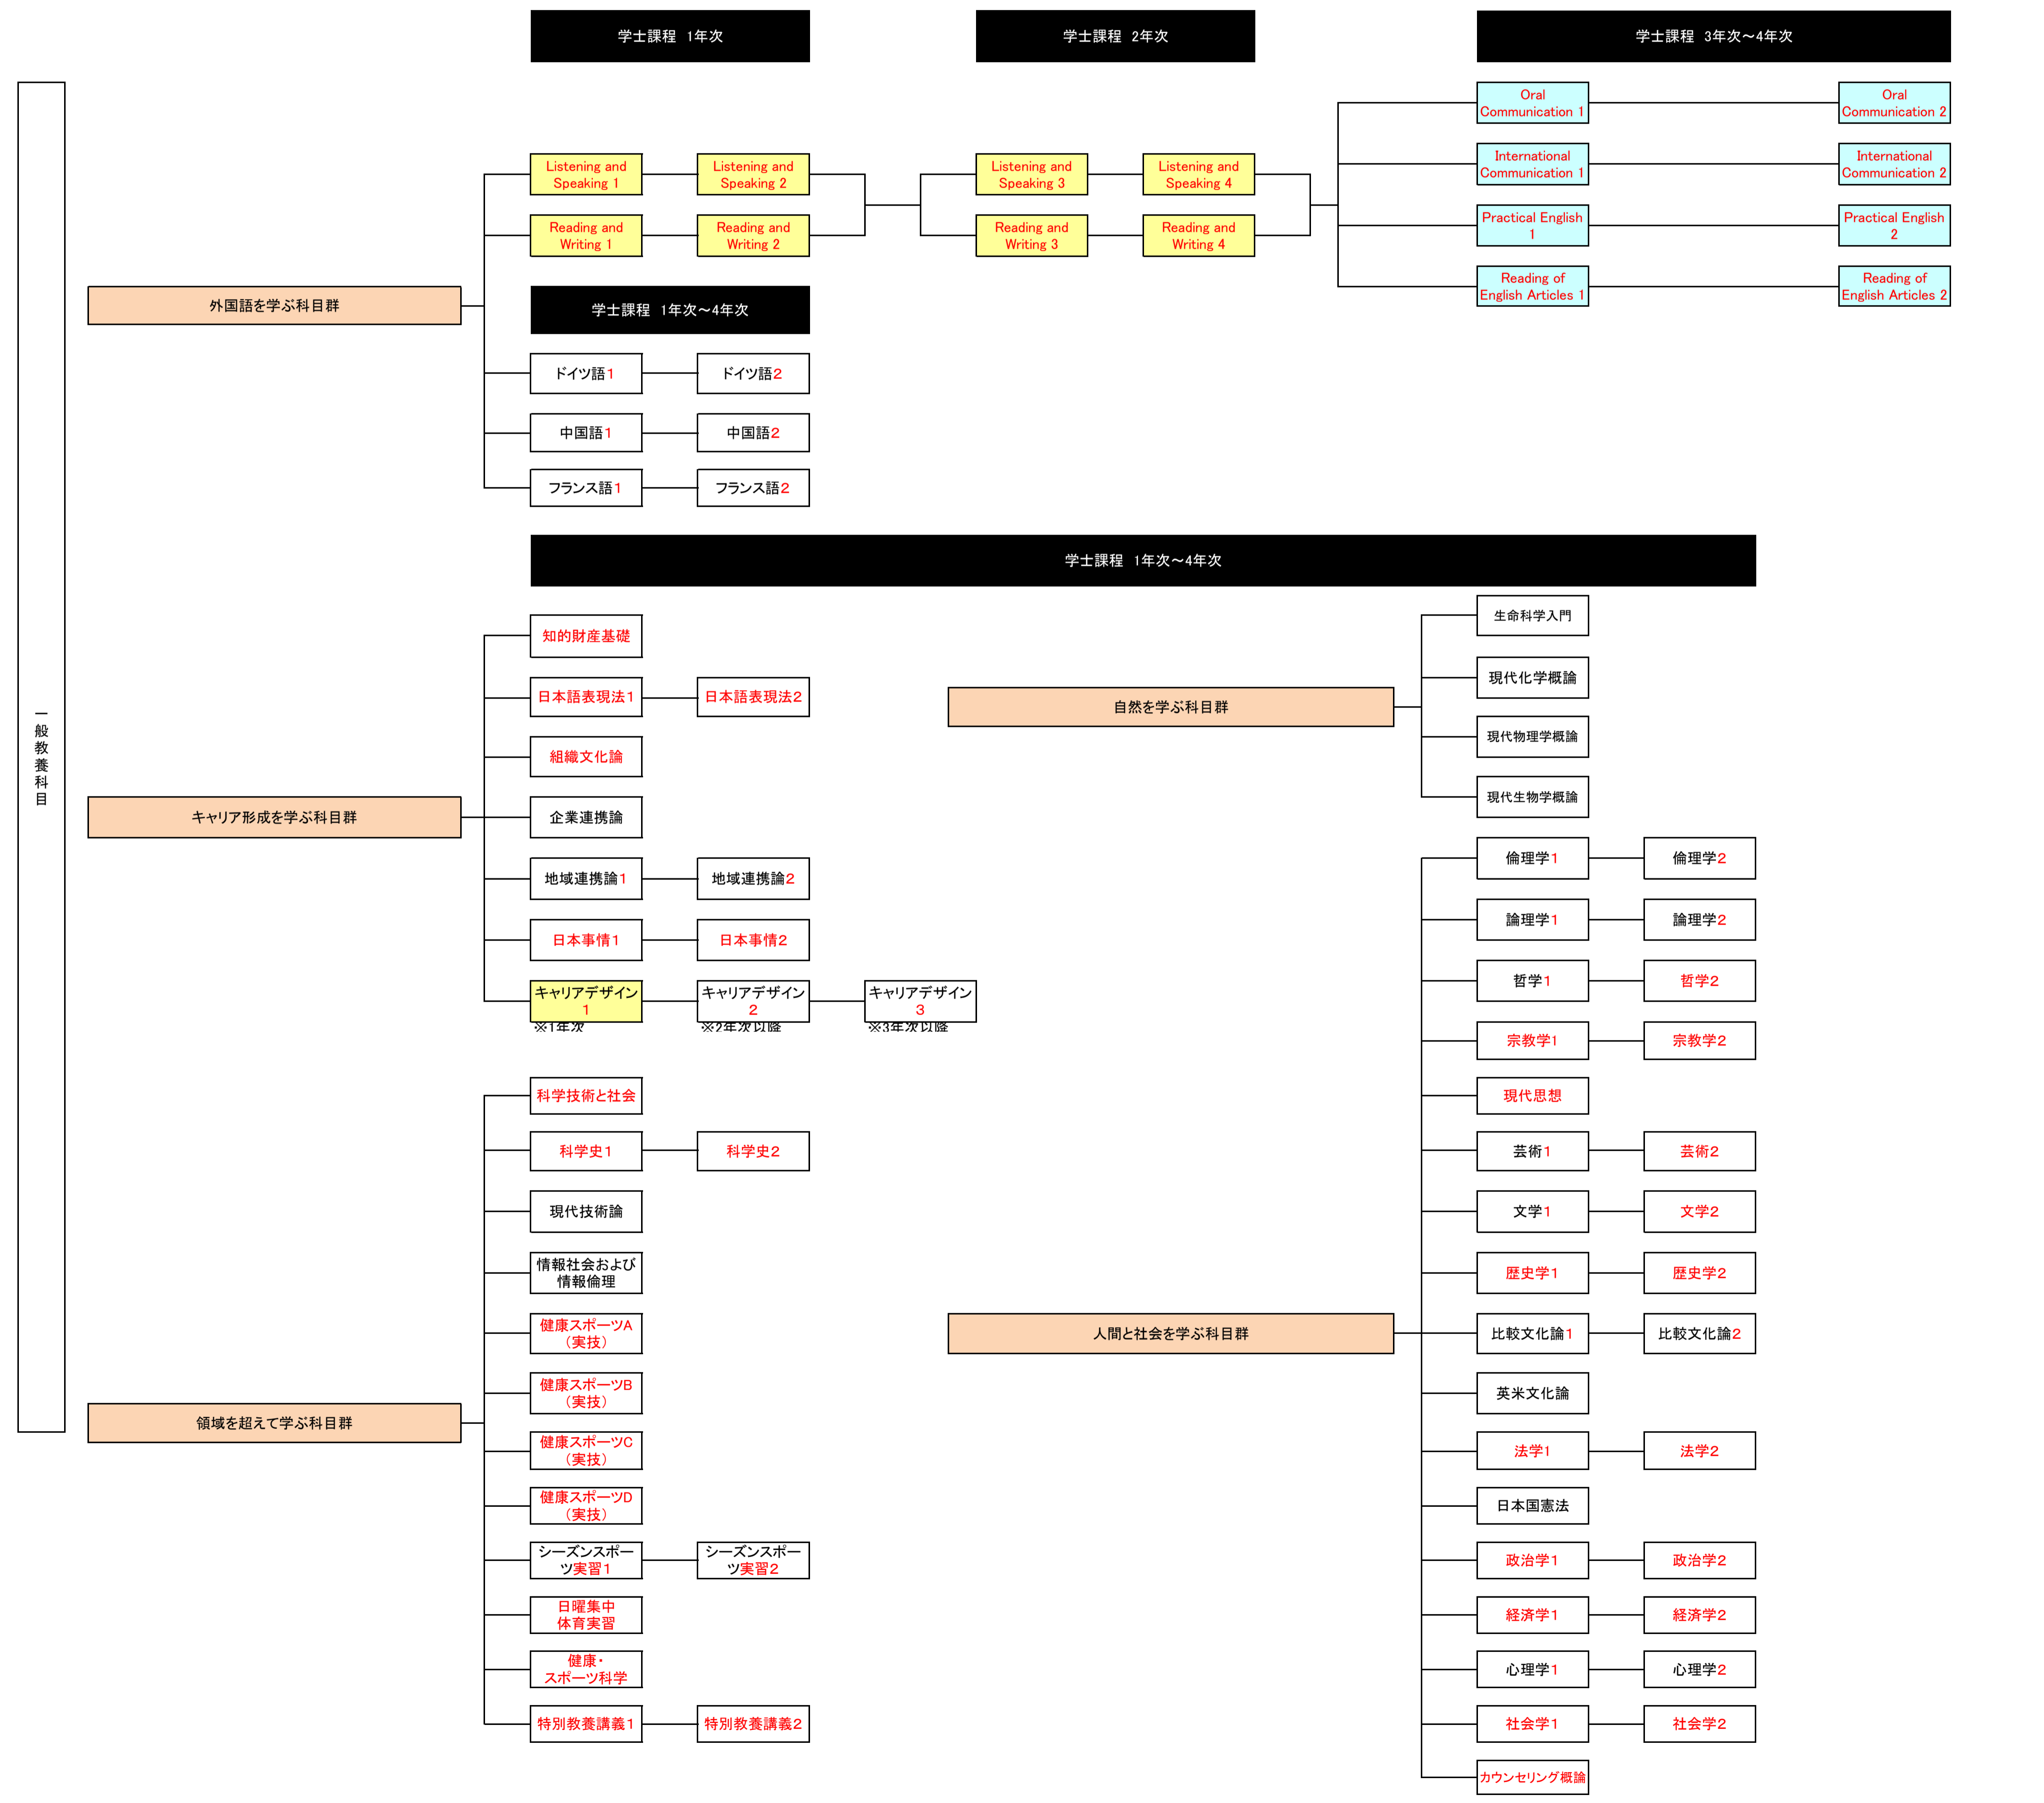 学士課程 1年次
学士課程 2年次
学士課程 3年次～4年次
一般教養科目
外国語を学ぶ科目群
Listening and
Speaking 1
Listening and
Speaking 2
Listening and
Speaking 3
Listening and
Speaking 4
Reading and
Writing 1
Reading and
Writing 2
Reading and
Writing 3
Reading and
Writing 4
Oral
Communication 1
Oral
Communication 2
International
Communication 1
International
Communication 2
Practical English
1
Practical English
2
Reading of
English Articles 1
Reading of
English Articles 2
学士課程 1年次～4年次
ドイツ語1
ドイツ語2
中国語1
中国語2
フランス語1
フランス語2
学士課程 1年次～4年次
キャリア形成を学ぶ科目群
知的財産基礎
日本語表現法1
日本語表現法2
組織文化論
企業連携論
地域連携論1
地域連携論2
日本事情1
日本事情2
キャリアデザイン
1
※1年次
キャリアデザイン
2
※2年次以降
キャリアデザイン
3
※3年次以降
領域を超えて学ぶ科目群
科学技術と社会
科学史1
科学史2
現代技術論
情報社会および
情報倫理
健康スポーツA
（実技）
健康スポーツB
（実技）
健康スポーツC
（実技）
健康スポーツD
（実技）
シーズンスポー
ツ実習1
シーズンスポー
ツ実習2
日曜集中
体育実習
健康・
スポーツ科学
特別教養講義1
特別教養講義2
自然を学ぶ科目群
生命科学入門
現代化学概論
現代物理学概論
現代生物学概論
人間と社会を学ぶ科目群
倫理学1
倫理学2
論理学1
論理学2
哲学1
哲学2
宗教学1
宗教学2
現代思想
芸術1
芸術2
文学1
文学2
歴史学1
歴史学2
比較文化論1
比較文化論2
英米文化論
法学1
法学2
日本国憲法
政治学1
政治学2
経済学1
経済学2
心理学1
心理学2
社会学1
社会学2
カウンセリング概論